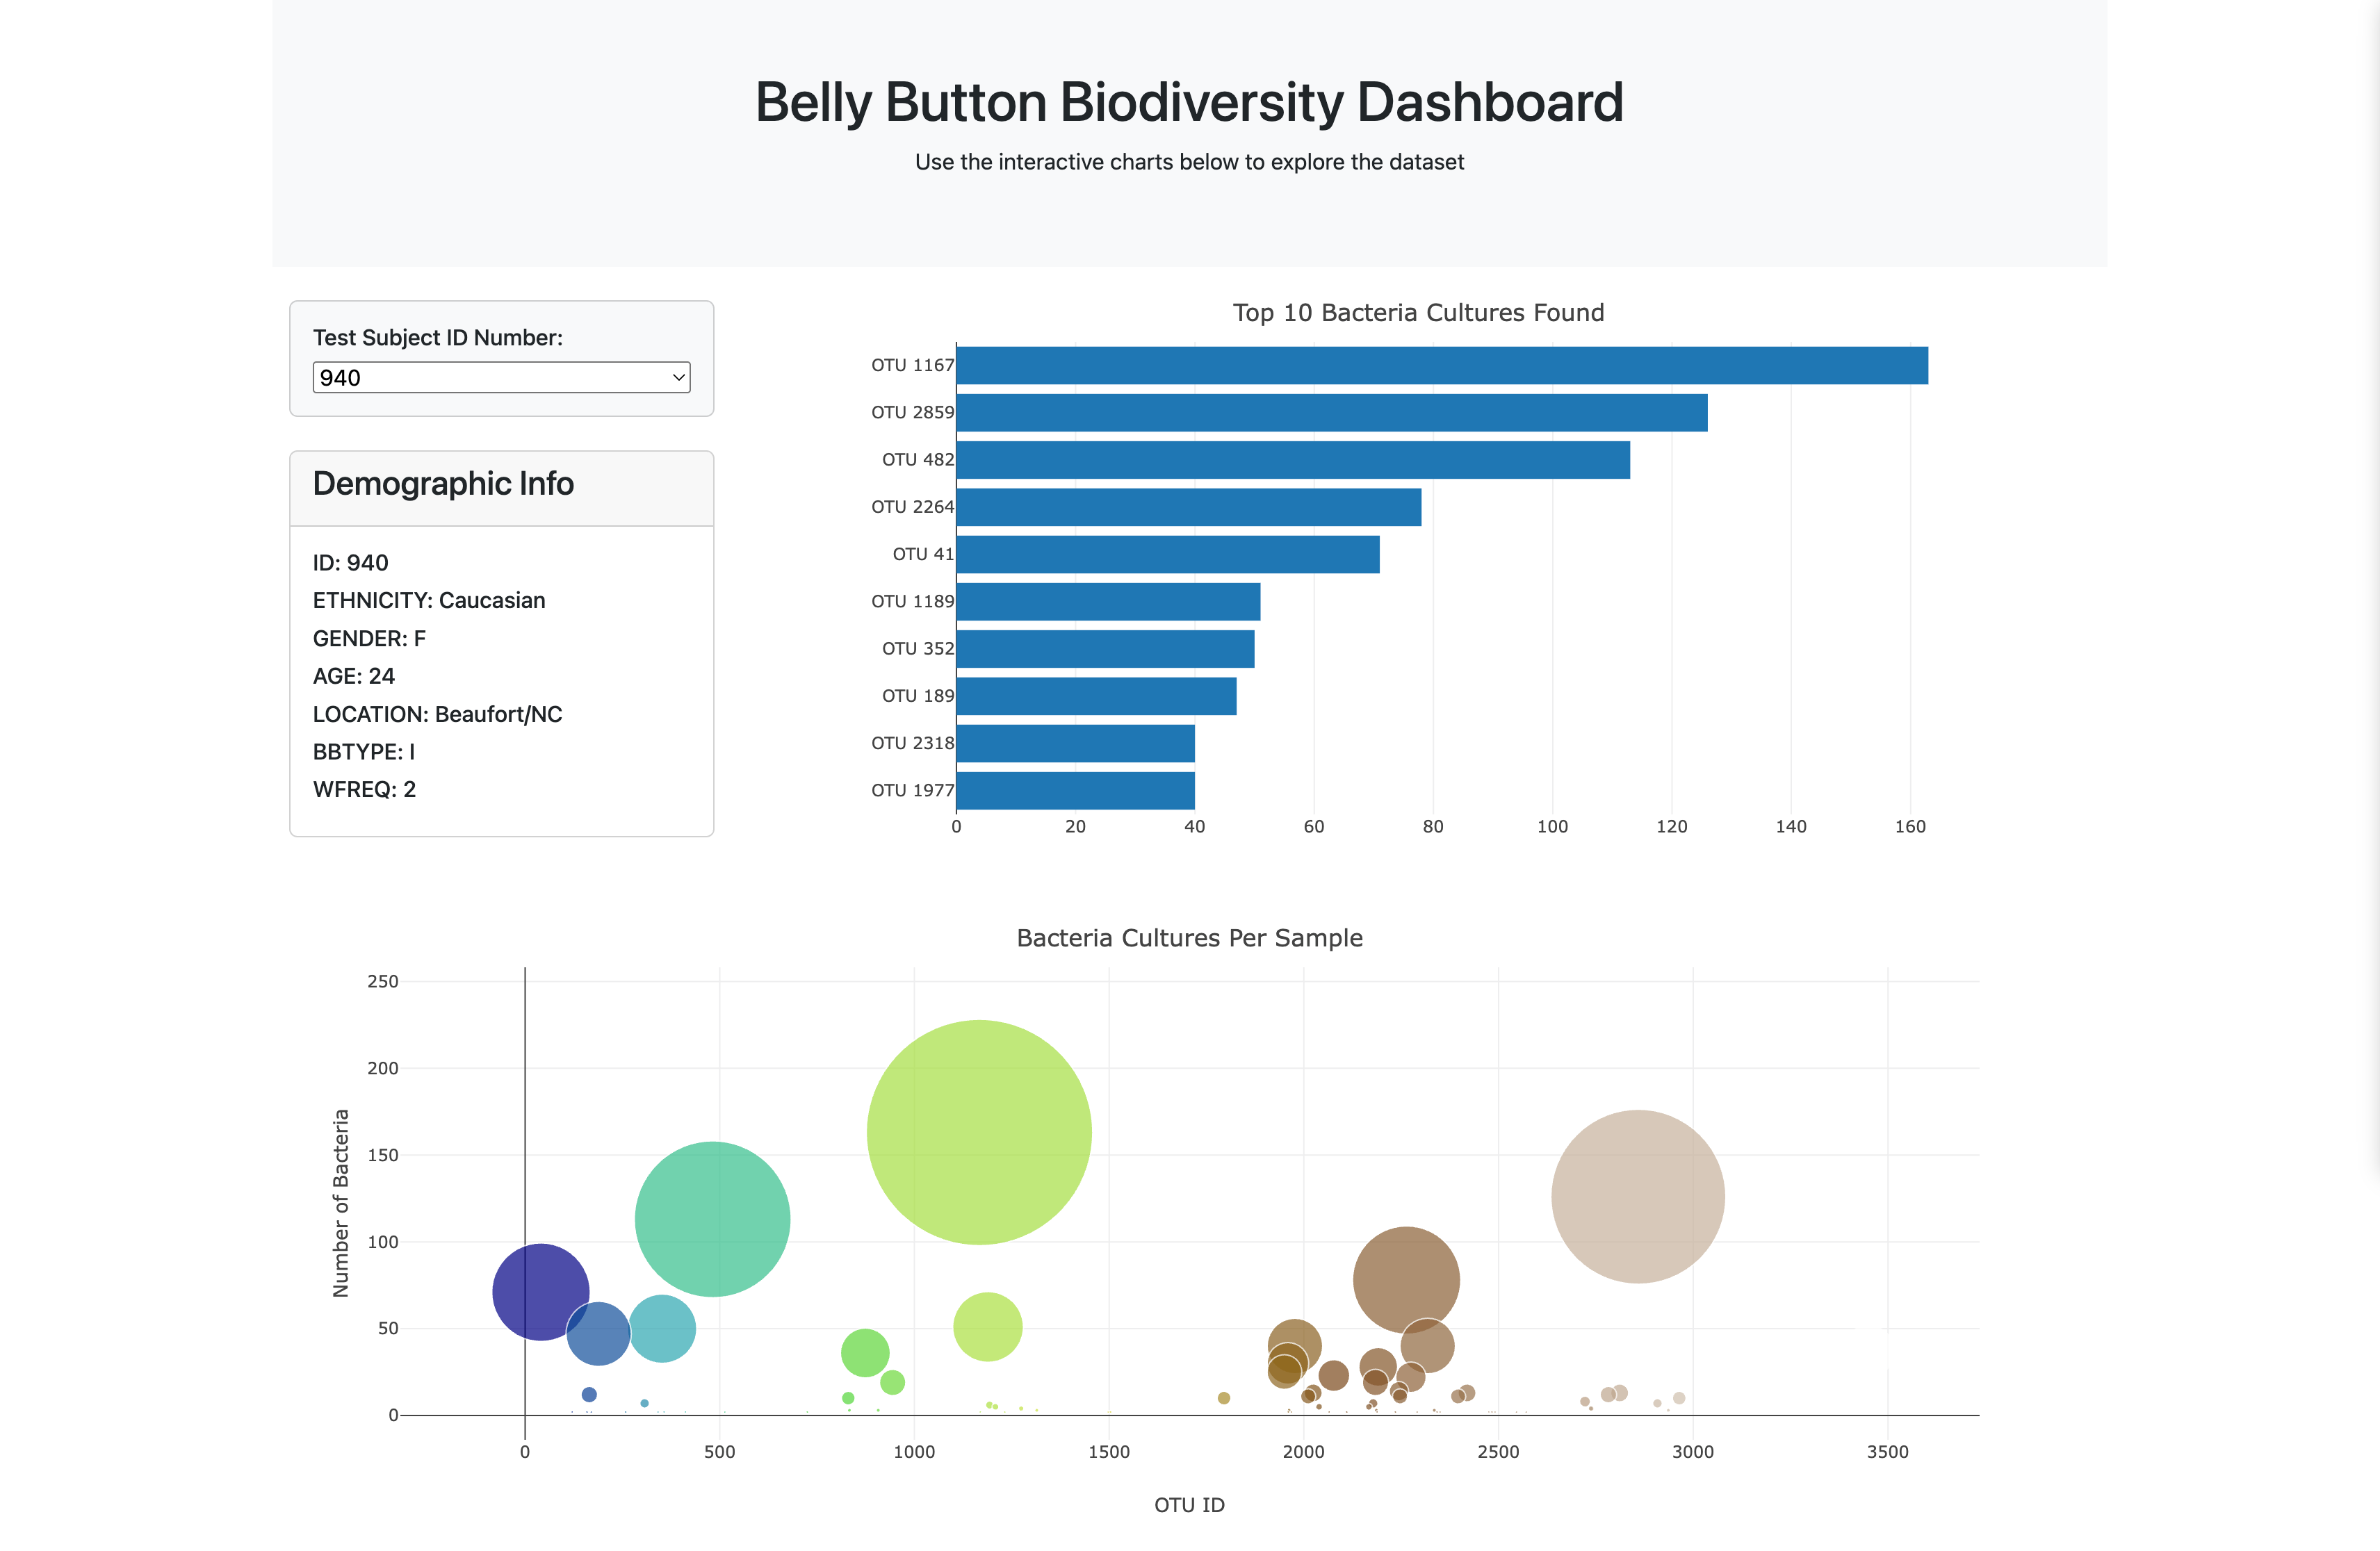 Belly Button Biodiversity Dashboard
Use the interactive charts below to explore the dataset
Test Subject ID Number:
940
Demographic Info
ID: 940
ETHNICITY: Caucasian
GENDER: F
AGE: 24
LOCATION: Beaufort/NC
BBTYPE: I
WFREQ: 2
Top 10 Bacteria Cultures Found
OTU 1167
OTU 2859
OTU 482
OTU 2264
OTU 41
OTU 1189
OTU 352
OTU 189
OTU 2318
OTU 1977
0 20 40 60 80 100 120 140 160
Bacteria Cultures Per Sample
Number of Bacteria
250
200
150
100
50
0
0 500 1000 1500 2000 2500 3000 3500
OTU ID